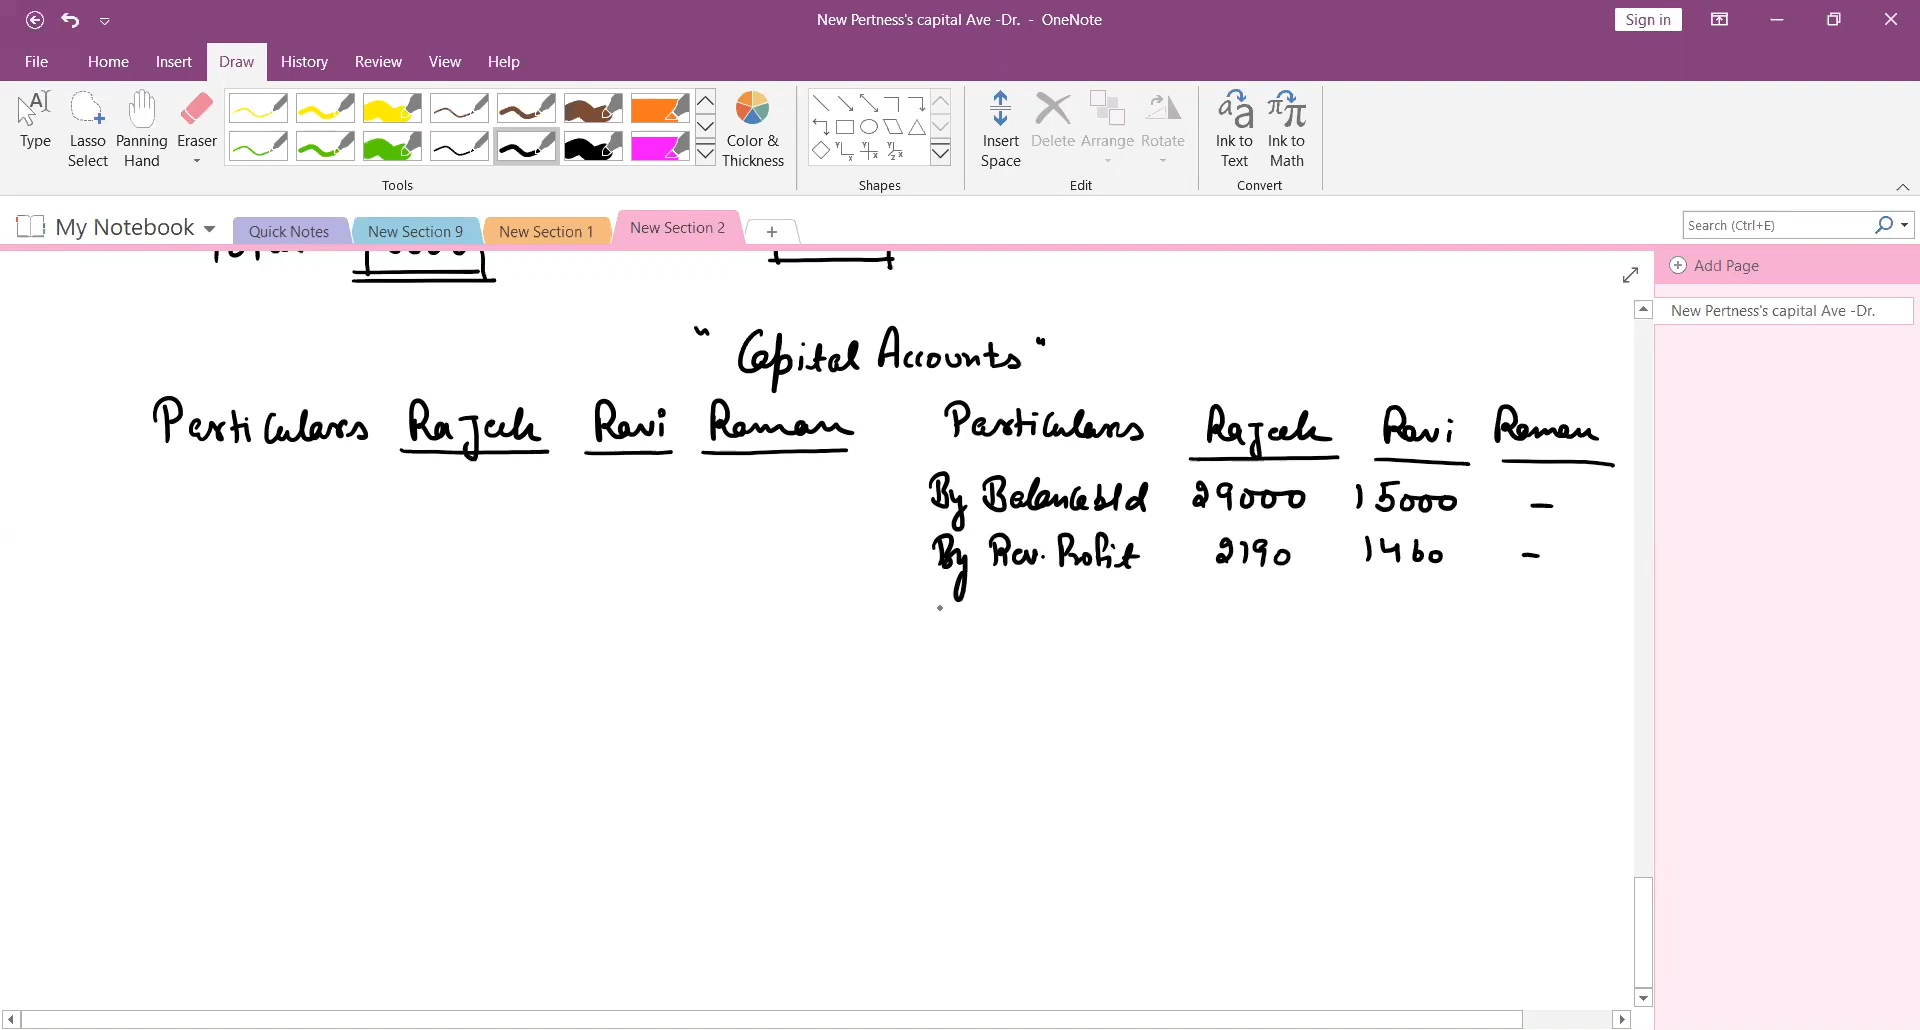 New Pertness's capital Ave -Dr. - OneNote
Sign in
File Home Insert Draw History Review View Help
Type
Lasso Select
Panning Hand
Eraser
Color & Thickness
Insert Space
Delete
Arrange
Rotate
Ink to Text
Ink to Math
Tools
Shapes
Edit
Convert
My Notebook
Quick Notes
New Section 9
New Section 1
New Section 2
Search (Ctrl+E)
Add Page
New Pertness's capital Ave -Dr.
"Capital Accounts"
Particulares Rajeek Ravi Raman Particulars Rajeek Ravi Raman
By Balance b/d 29000 15000 -
By Rev. Profit 2190 1460 -